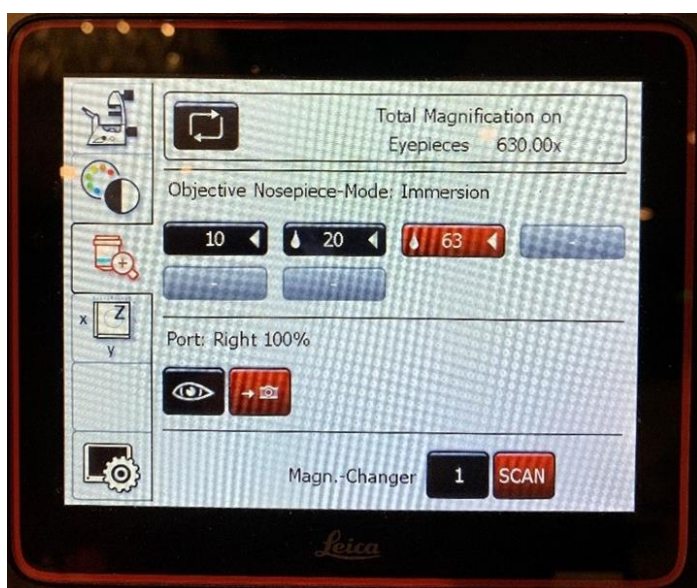 Total Magnification on
Eyepieces 630.00x
Objective Nosepiece-Mode: Immersion
10 20 63 -
- -
Port: Right 100%
x Z
y
Magn.-Changer 1 SCAN
Leica